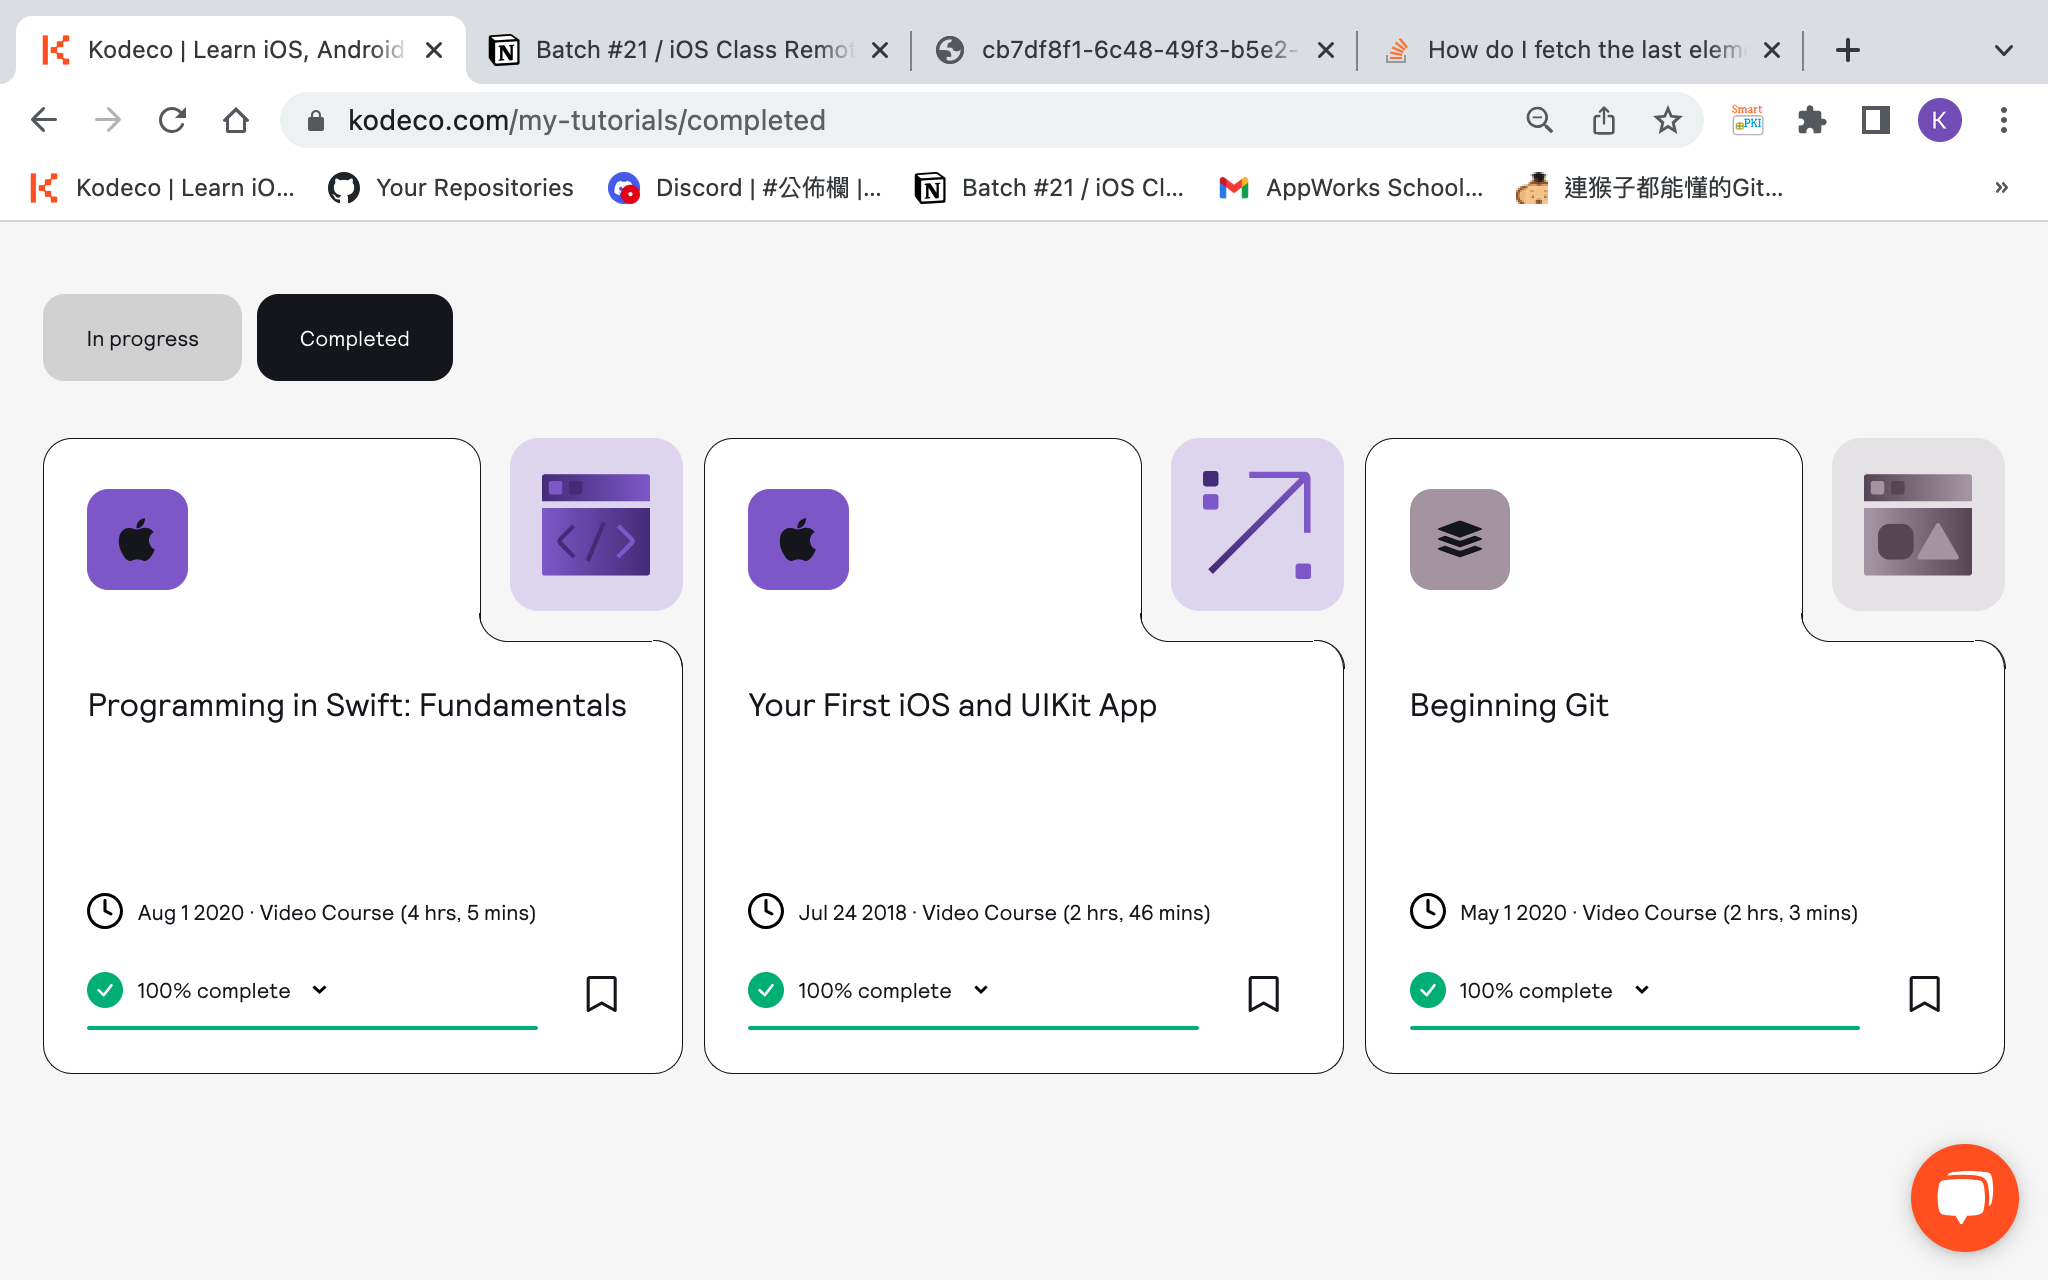 Kodeco | Learn iOS, Android
Batch #21 / iOS Class Remot
cb7df8f1-6c48-49f3-b5e2-
How do I fetch the last elem
kodeco.com/my-tutorials/completed
Smart
PKI
K
Kodeco | Learn iO...
Your Repositories
Discord | #公佈欄 |...
Batch #21 / iOS Cl...
AppWorks School...
連猴子都能懂的Git...
In progress
Completed
Programming in Swift: Fundamentals
Aug 1 2020 · Video Course (4 hrs, 5 mins)
100% complete
Your First iOS and UIKit App
Jul 24 2018 · Video Course (2 hrs, 46 mins)
100% complete
Beginning Git
May 1 2020 · Video Course (2 hrs, 3 mins)
100% complete